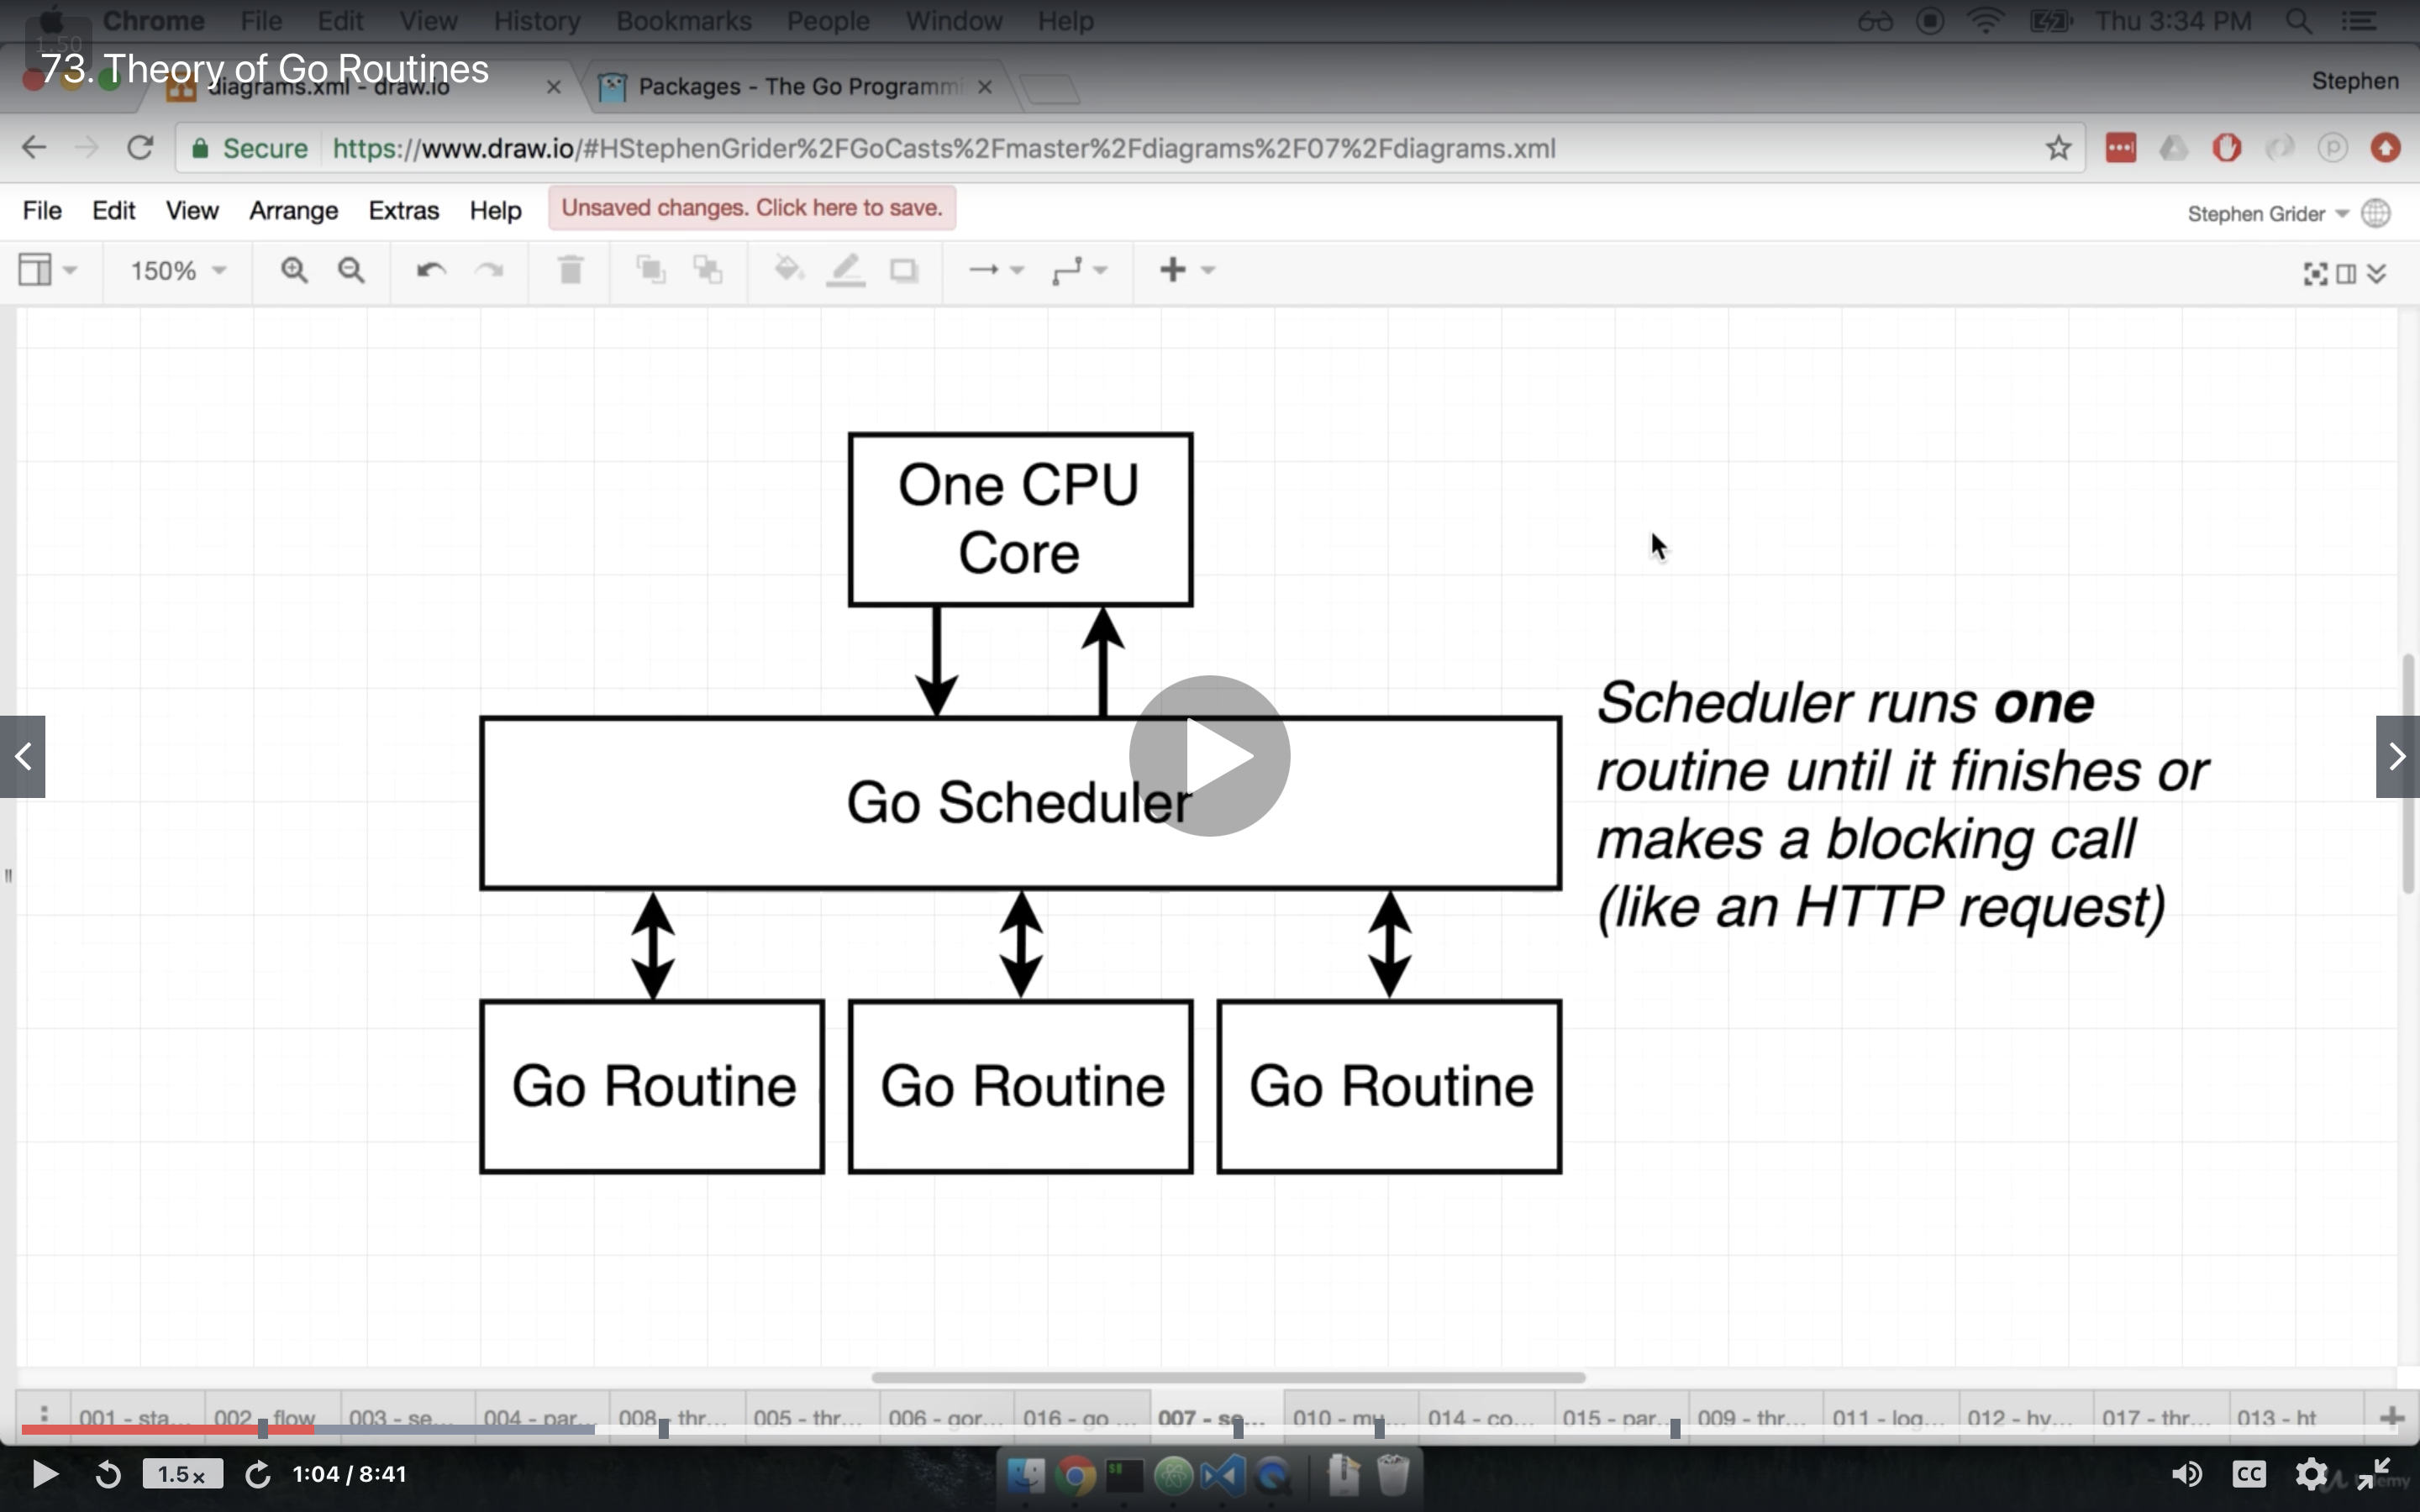 Chrome File Edit View History Bookmarks People Window Help Thu 3:34 PM
1.50
73. Theory of Go Routines
diagrams.xml - draw.io Packages - The Go Programmi Stephen
Secure https://www.draw.io/#HStephenGrider%2FGoCasts%2Fmaster%2Fdiagrams%2F07%2Fdiagrams.xml
File Edit View Arrange Extras Help Unsaved changes. Click here to save. Stephen Grider
150%
One CPU
Core
Go Scheduler
Scheduler runs one
routine until it finishes or
makes a blocking call
(like an HTTP request)
Go Routine Go Routine Go Routine
001 - sta... 002 flow 003 - se... 004 - par... 008 thr... 005 - thr... 006 - gor... 016 - go ... 007 - se... 010 - mu... 014 - co... 015 - par... 009 - thr... 011 - log... 012 - hy... 017 - thr... 013 - ht
1.5x 1:04 / 8:41 CC